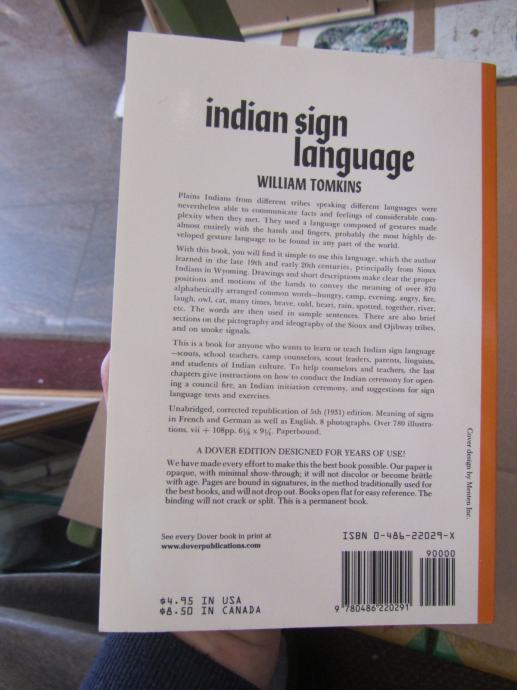 indian sign
language
WILLIAM TOMKINS
Plains Indians from different tribes speaking different languages were
nevertheless able to communicate facts and feelings of considerable com-
plexity when they met. They used a language composed of gestures made
almost entirely with the hands and fingers, probably the most highly de-
veloped gesture language to be found in any part of the world.
With this book, you will find it simple to use this language, which the author
learned in the late 19th and early 20th centuries, principally from Sioux
Indians in Wyoming. Drawings and short descriptions make clear the proper
positions and motions of the hands to convey the meaning of over 870
alphabetically arranged common words—hungry, camp, evening, angry, fire,
laugh, owl, cat, many times, brave, cold, heart, rain, spotted, together, river,
etc. The words are then used in simple sentences. There are also brief
sections on the pictography and ideography of the Sioux and Ojibway tribes,
and on smoke signals.
This is a book for anyone who wants to learn or teach Indian sign language
—scouts, school teachers, camp counselors, scout leaders, parents, linguists,
and students of Indian culture. To help counselors and teachers, the last
chapters give instructions on how to conduct the Indian ceremony for open-
ing a council fire, an Indian initiation ceremony, and suggestions for sign
language tests and exercises.
Unabridged, corrected republication of 5th (1931) edition. Meaning of signs
in French and German as well as English. 8 photographs. Over 780 illustra-
tions. vii + 108pp. 6⅛ x 9¼. Paperbound.
A DOVER EDITION DESIGNED FOR YEARS OF USE!
We have made every effort to make this the best book possible. Our paper is
opaque, with minimal show-through; it will not discolor or become brittle
with age. Pages are bound in signatures, in the method traditionally used for
the best books, and will not drop out. Books open flat for easy reference. The
binding will not crack or split. This is a permanent book.
Cover design by Menten Inc.
See every Dover book in print at
www.doverpublications.com
ISBN 0-486-22029-X
90000
9 780486 220291
$4.95 IN USA
$8.50 IN CANADA